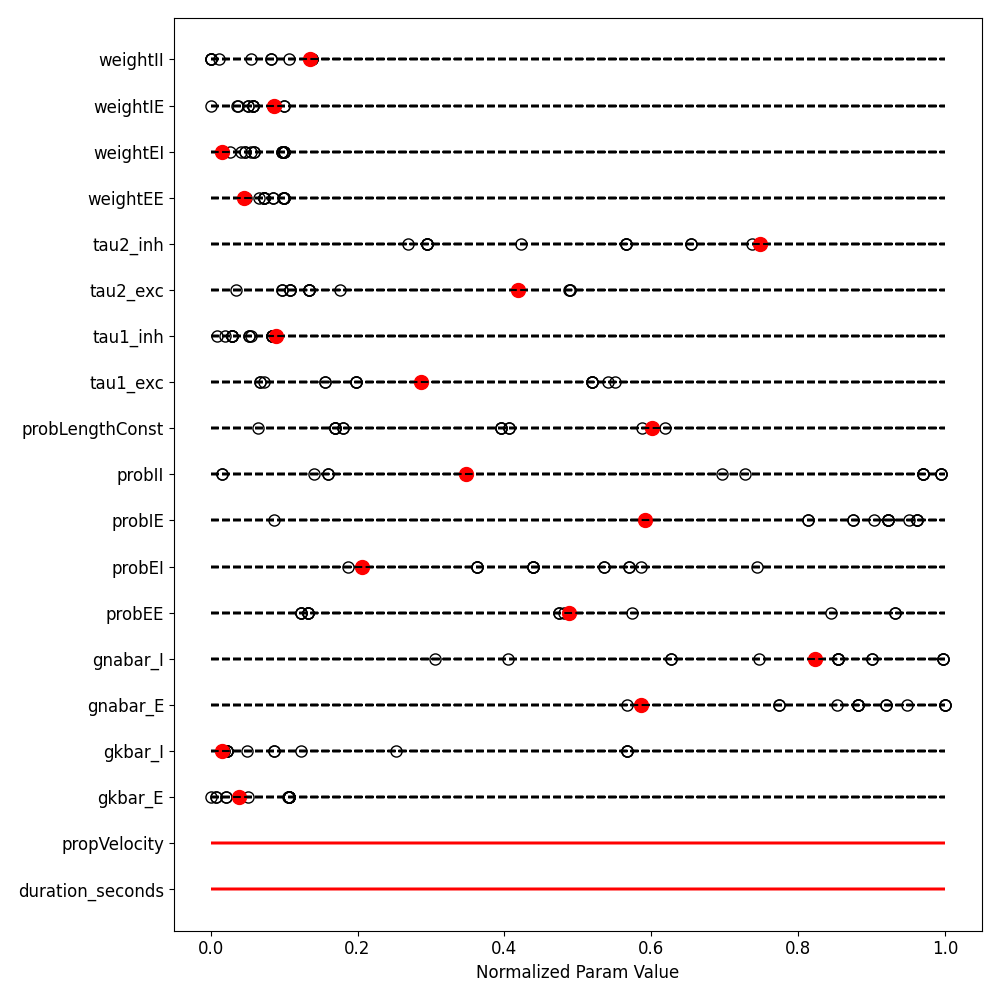 weightII
weightIE
weightEI
weightEE
tau2_inh
tau2_exc
tau1_inh
tau1_exc
probLengthConst
probII
probIE
probEI
probEE
gnabar_I
gnabar_E
gkbar_I
gkbar_E
propVelocity
duration_seconds
0.0 0.2 0.4 0.6 0.8 1.0
Normalized Param Value